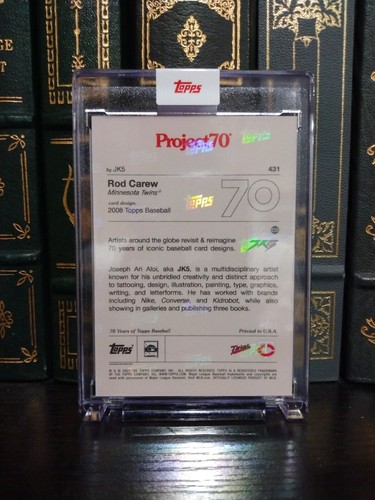 Topps
Project70®
by JK5
431
Rod Carew
Minnesota Twins®
card design:
2008 Topps Baseball
70
Topps
Artists around the globe revisit & reimagine
70 years of iconic baseball card designs.
JK5
Joseph Ari Aloi, aka JK5, is a multidisciplinary artist
known for his unbridled creativity and distinct approach
to tattooing, design, illustration, painting, type, graphics,
writing, and letterforms. He has worked with brands
including Nike, Converse, and Kidrobot, while also
showing in galleries and publishing three books.
70 Years of Topps Baseball
Printed in U.S.A.
Topps
Twins